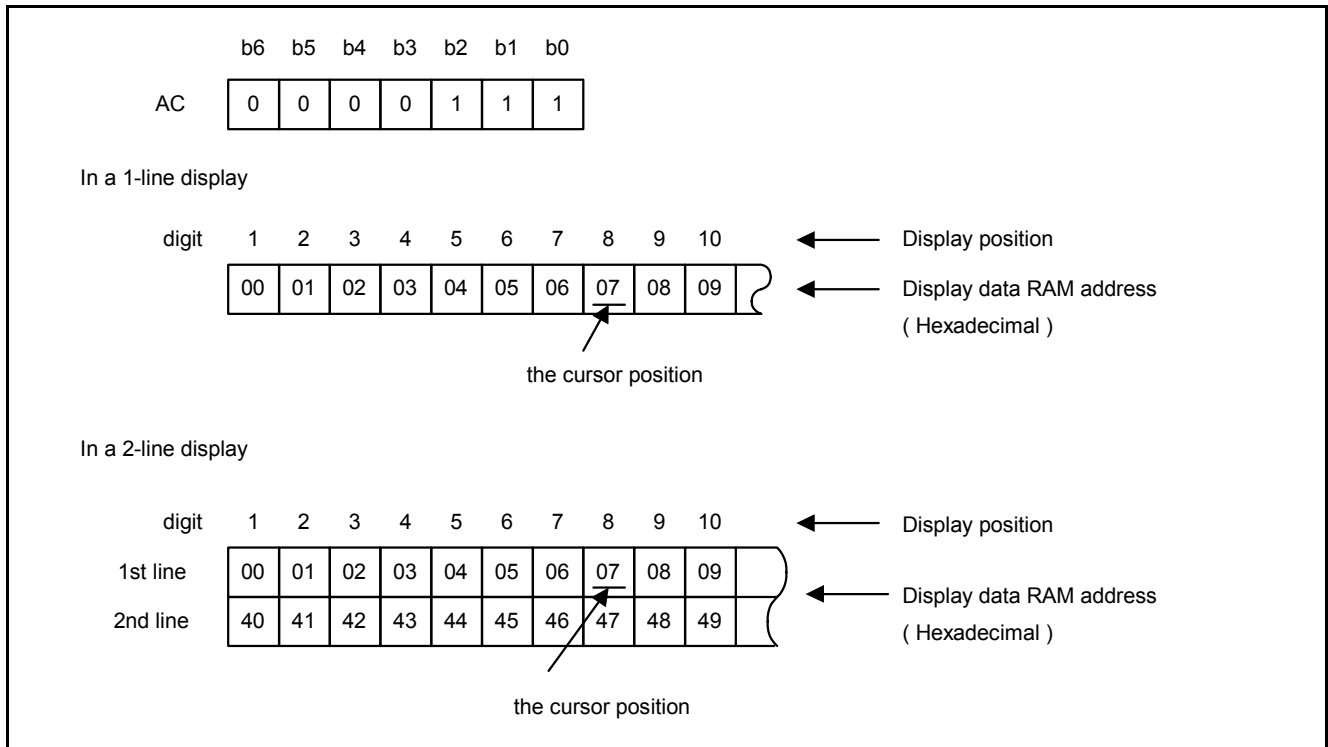 b6 b5 b4 b3 b2 b1 b0
AC 0 0 0 0 1 1 1
In a 1-line display
digit 1 2 3 4 5 6 7 8 9 10 Display position
00 01 02 03 04 05 06 07 08 09 Display data RAM address
( Hexadecimal )
the cursor position
In a 2-line display
digit 1 2 3 4 5 6 7 8 9 10 Display position
1st line 00 01 02 03 04 05 06 07 08 09
Display data RAM address
2nd line 40 41 42 43 44 45 46 47 48 49
( Hexadecimal )
the cursor position